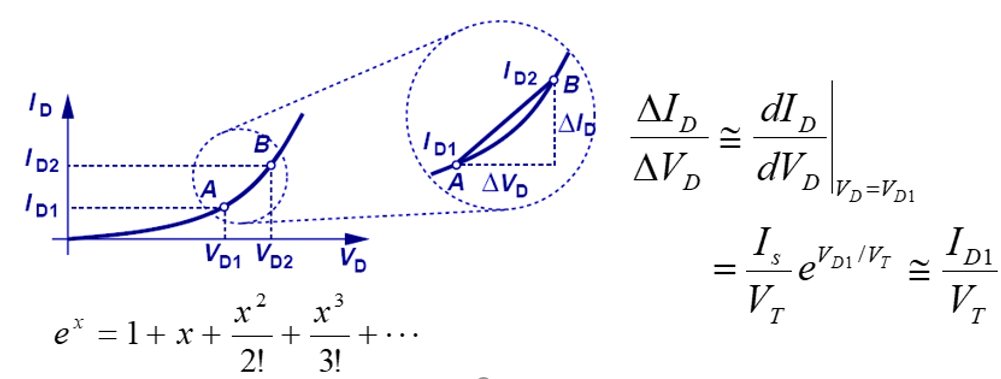 I_D
I_D2
I_D1
A
B
V_D1 V_D2 V_D
I_D2 B
I_D1 ΔI_D
A ΔV_D
ΔI_D/ΔV_D ≅ dI_D/dV_D |_{V_D=V_D1}
= I_s/V_T e^{V_D1/V_T} ≅ I_D1/V_T
e^x = 1 + x + x^2/2! + x^3/3! + ···